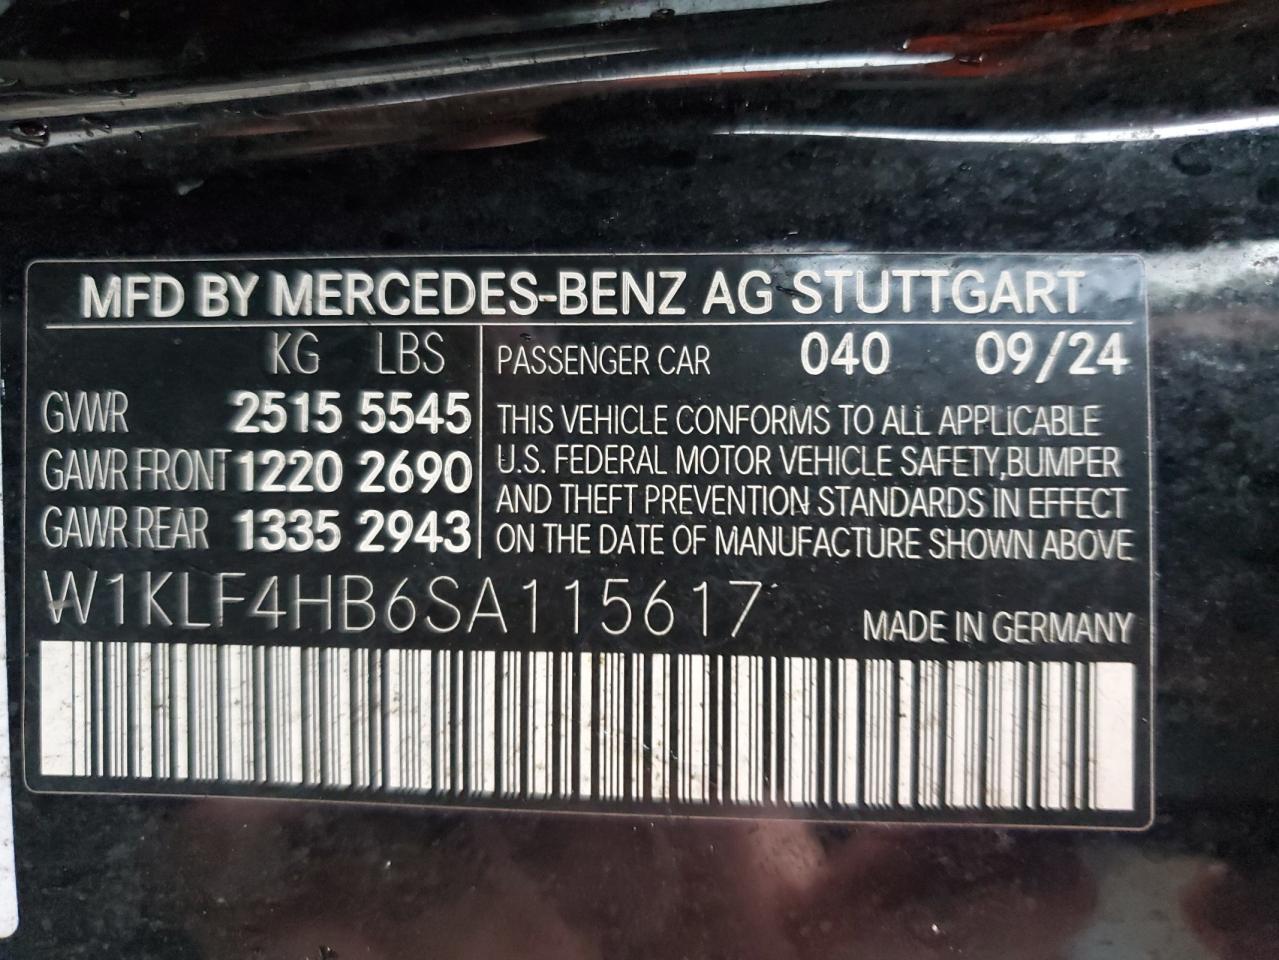 MFD BY MERCEDES-BENZ AG STUTTGART
KG LBS
GVWR 2515 5545
GAWR FRONT 1220 2690
GAWR REAR 1335 2943
PASSENGER CAR 040 09/24
THIS VEHICLE CONFORMS TO ALL APPLICABLE
U.S. FEDERAL MOTOR VEHICLE SAFETY,BUMPER
AND THEFT PREVENTION STANDARDS IN EFFECT
ON THE DATE OF MANUFACTURE SHOWN ABOVE
W1KLF4HB6SA115617
MADE IN GERMANY